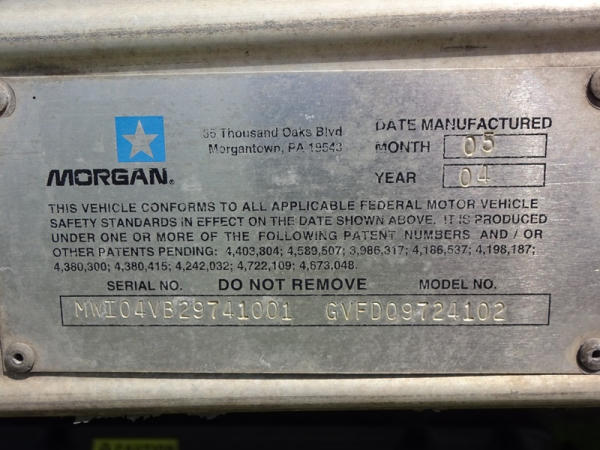 35 Thousand Oaks Blvd
Morgantown, PA 19543
MORGAN®
DATE MANUFACTURED
MONTH 05
YEAR 04
THIS VEHICLE CONFORMS TO ALL APPLICABLE FEDERAL MOTOR VEHICLE
SAFETY STANDARDS IN EFFECT ON THE DATE SHOWN ABOVE. IT IS PRODUCED
UNDER ONE OR MORE OF THE FOLLOWING PATENT NUMBERS AND / OR
OTHER PATENTS PENDING: 4,403,804; 4,589,507; 3,986,317; 4,186,537; 4,198,187;
4,380,300; 4,380,415; 4,242,032; 4,722,109; 4,673,048.
SERIAL NO. DO NOT REMOVE MODEL NO.
MWI04VB29741001 GVFD09724102
CAUTION